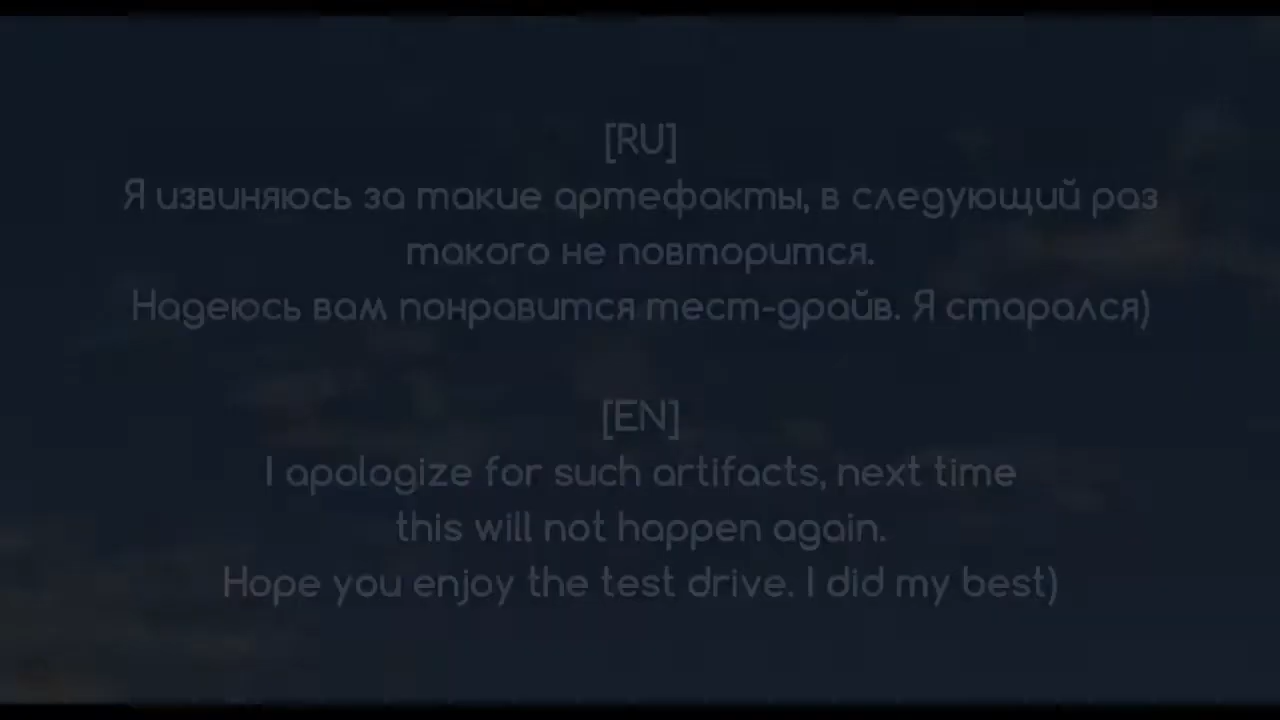 [RU]
Я извиняюсь за такие артефакты, в следующий раз
такого не повторится.
Надеюсь вам понравится тест-драйв. Я старался)
[EN]
I apologize for such artifacts, next time
this will not happen again.
Hope you enjoy the test drive. I did my best)